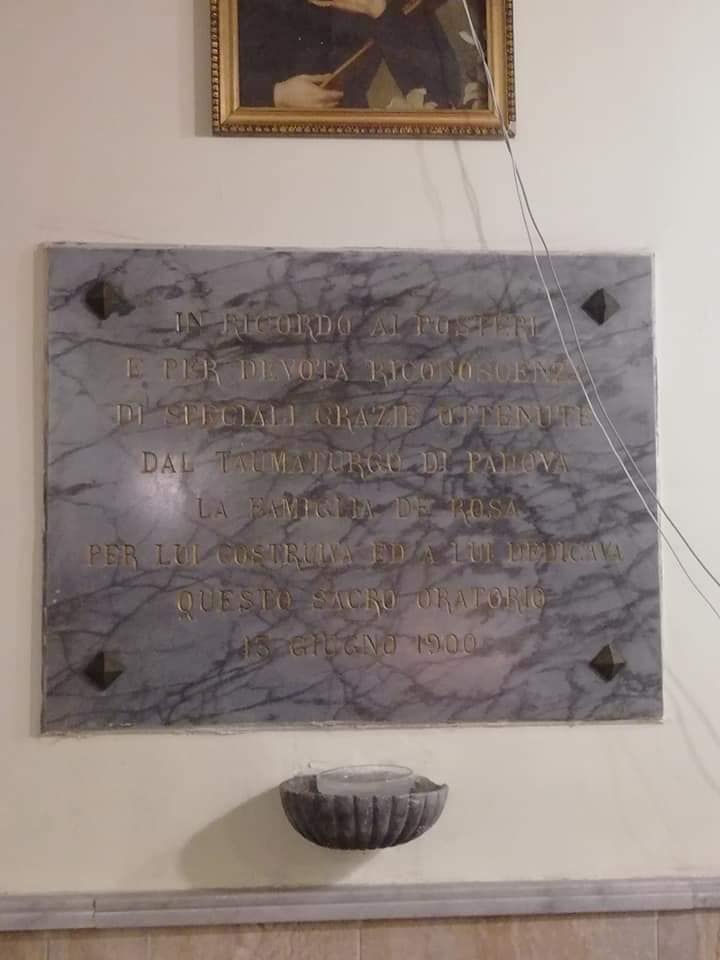 IN RICORDO AI POSTERI
E PER DEVOTA RICONOSCENZA
DI SPECIALI GRAZIE OTTENUTE
DAL TAUMATURGO DI PADOVA
LA FAMIGLIA DE ROSA
PER LUI COSTRUIVA ED A LUI DEDICAVA
QUESTO SACRO ORATORIO
13 GIUGNO 1900